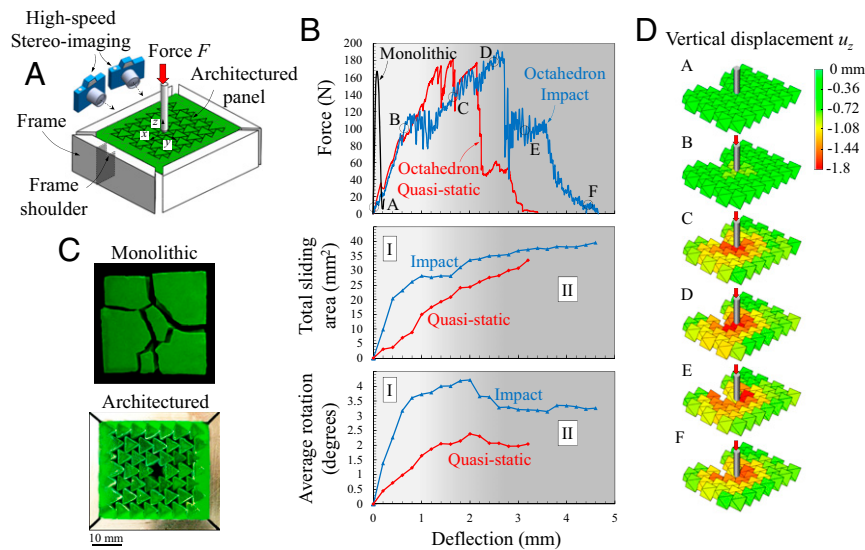 A
High-speed
Stereo-imaging
Force F
Architectured
panel
Frame
Frame
shoulder
z
x
y
B
Force (N)
200
180
160
140
120
100
80
60
40
20
0
Monolithic
Octahedron
Impact
Octahedron
Quasi-static
A
B
C
D
E
F
Total sliding
area (mm²)
40
35
30
25
20
15
10
5
0
I
Impact
Quasi-static
II
Average rotation
(degrees)
4.5
4
3.5
3
2.5
2
1.5
1
0.5
0
I
Impact
Quasi-static
II
0 1 2 3 4 5
Deflection (mm)
C
Monolithic
Architectured
10 mm
D
Vertical displacement uz
A
B
C
D
E
F
0 mm
-0.36
-0.72
-1.08
-1.44
-1.8